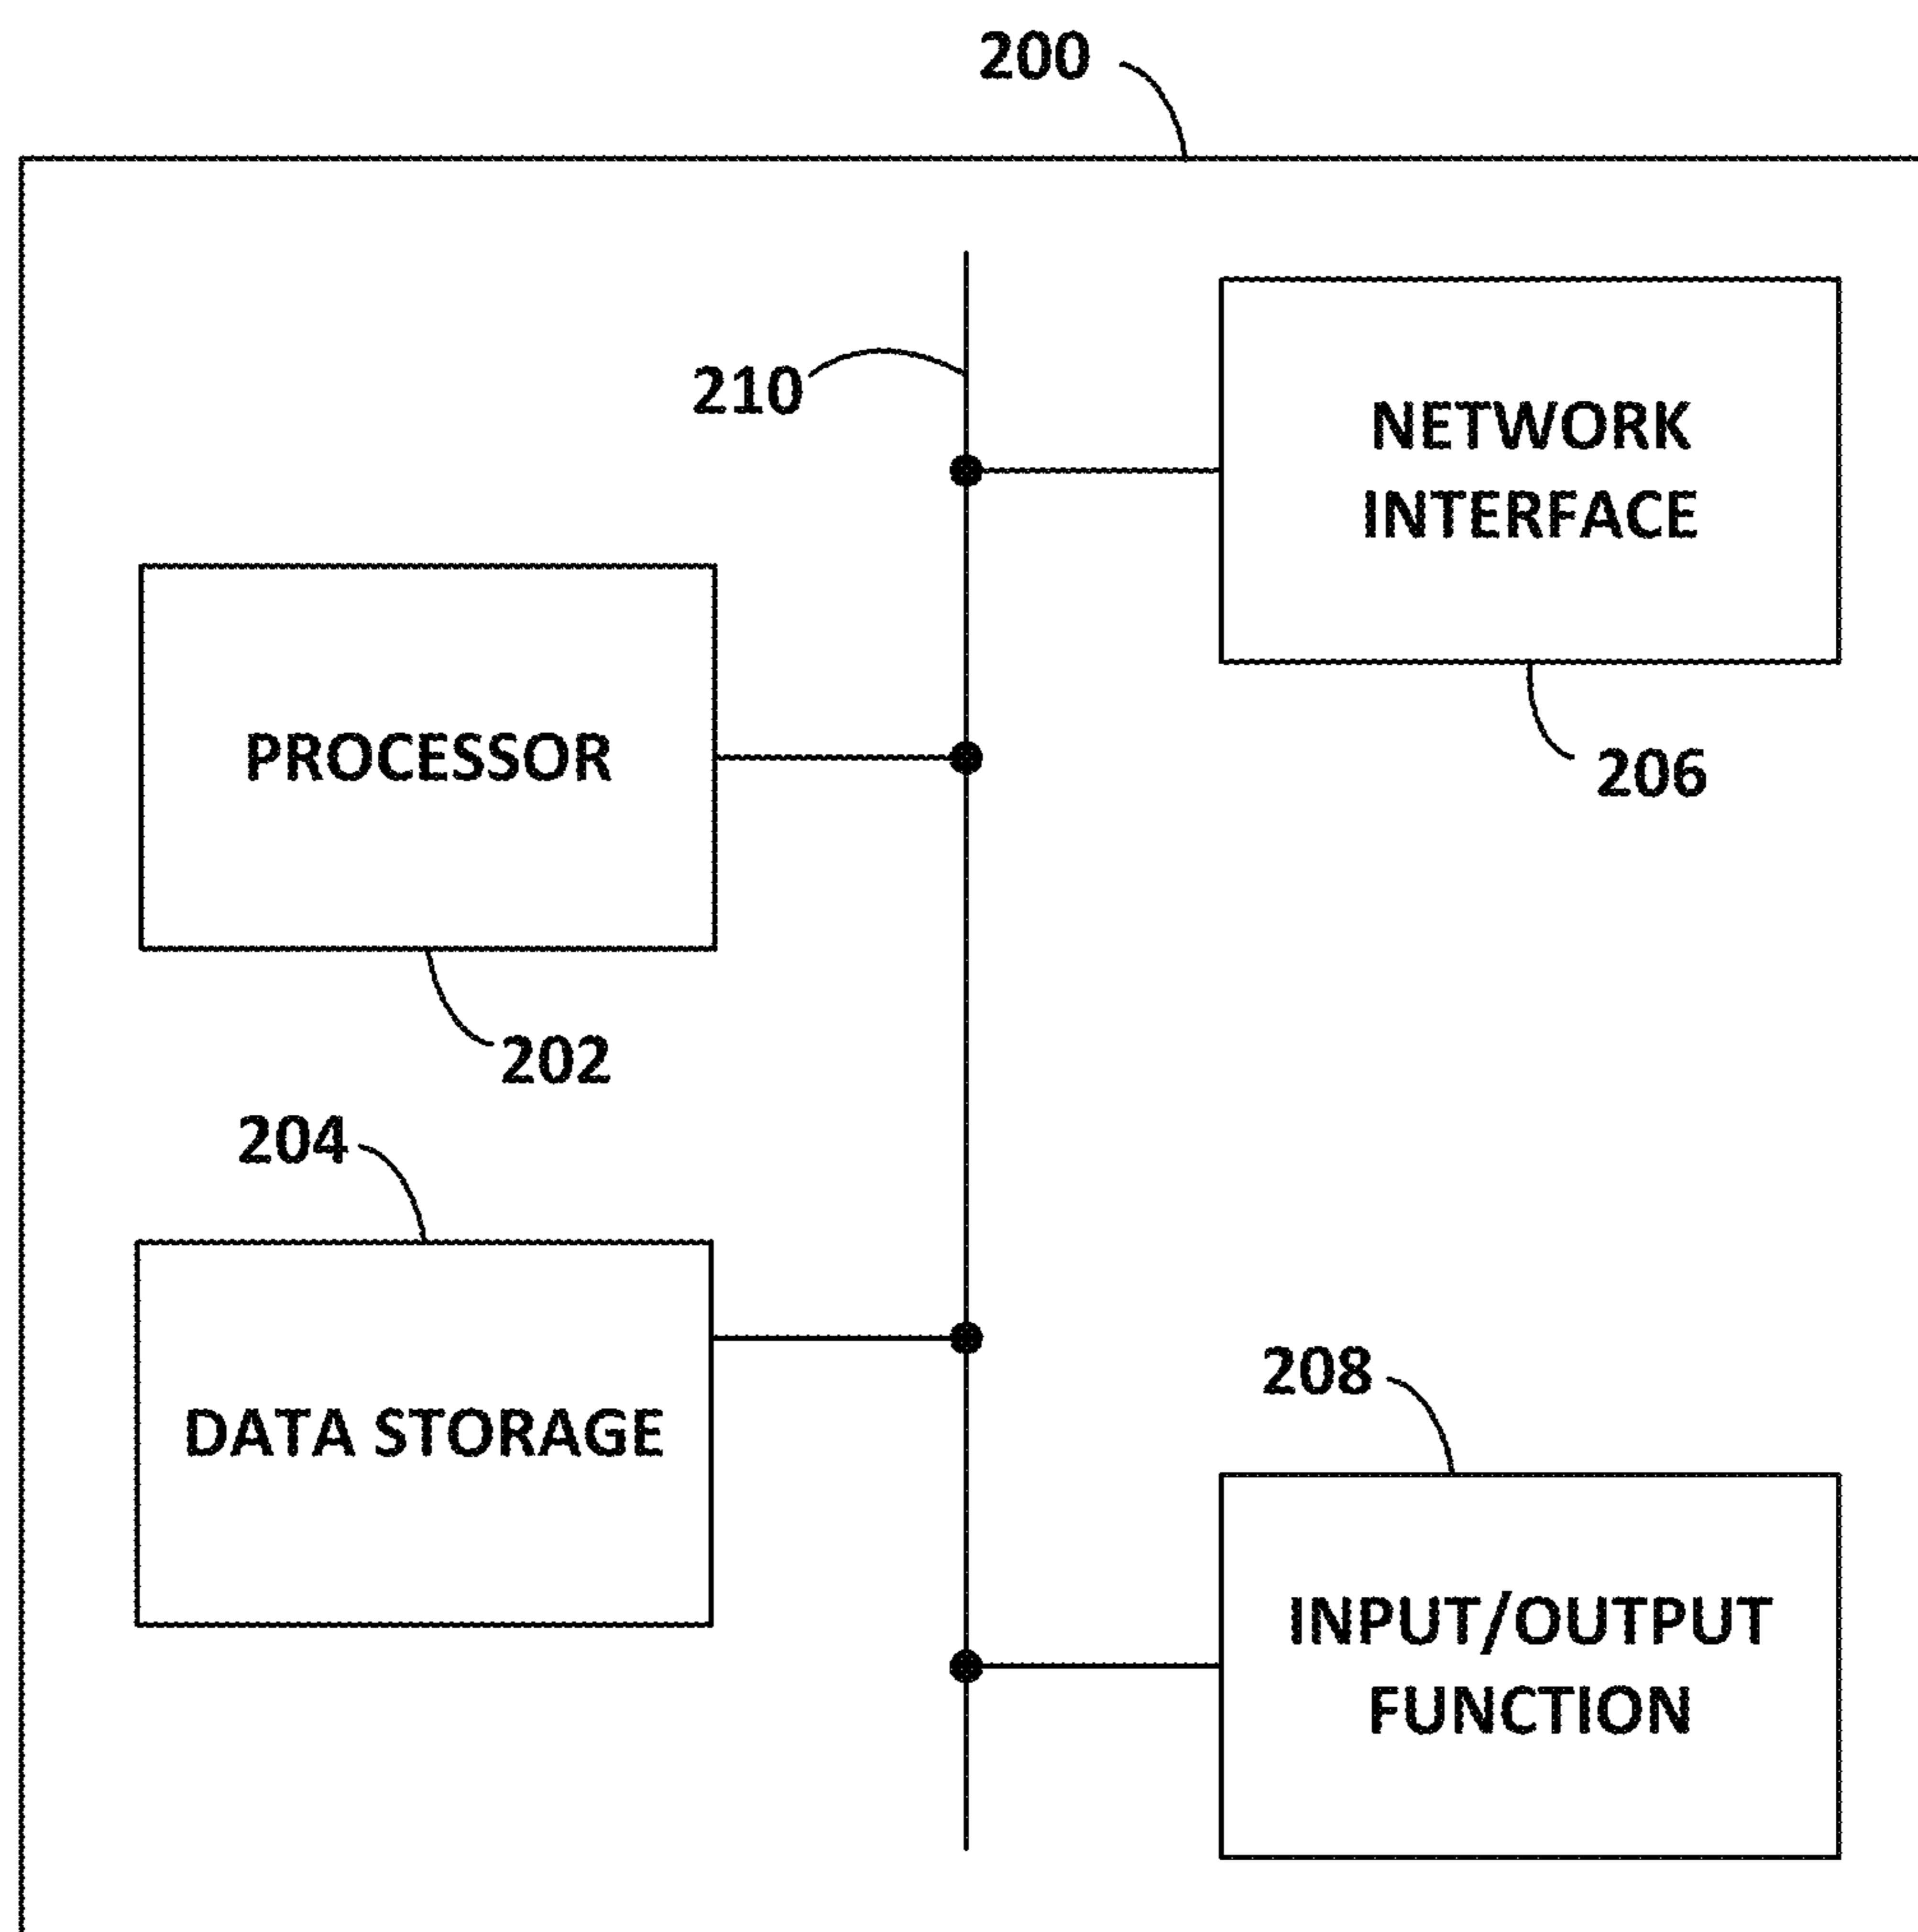 200
210
NETWORK
INTERFACE
206
PROCESSOR
202
204
DATA STORAGE
208
INPUT/OUTPUT
FUNCTION